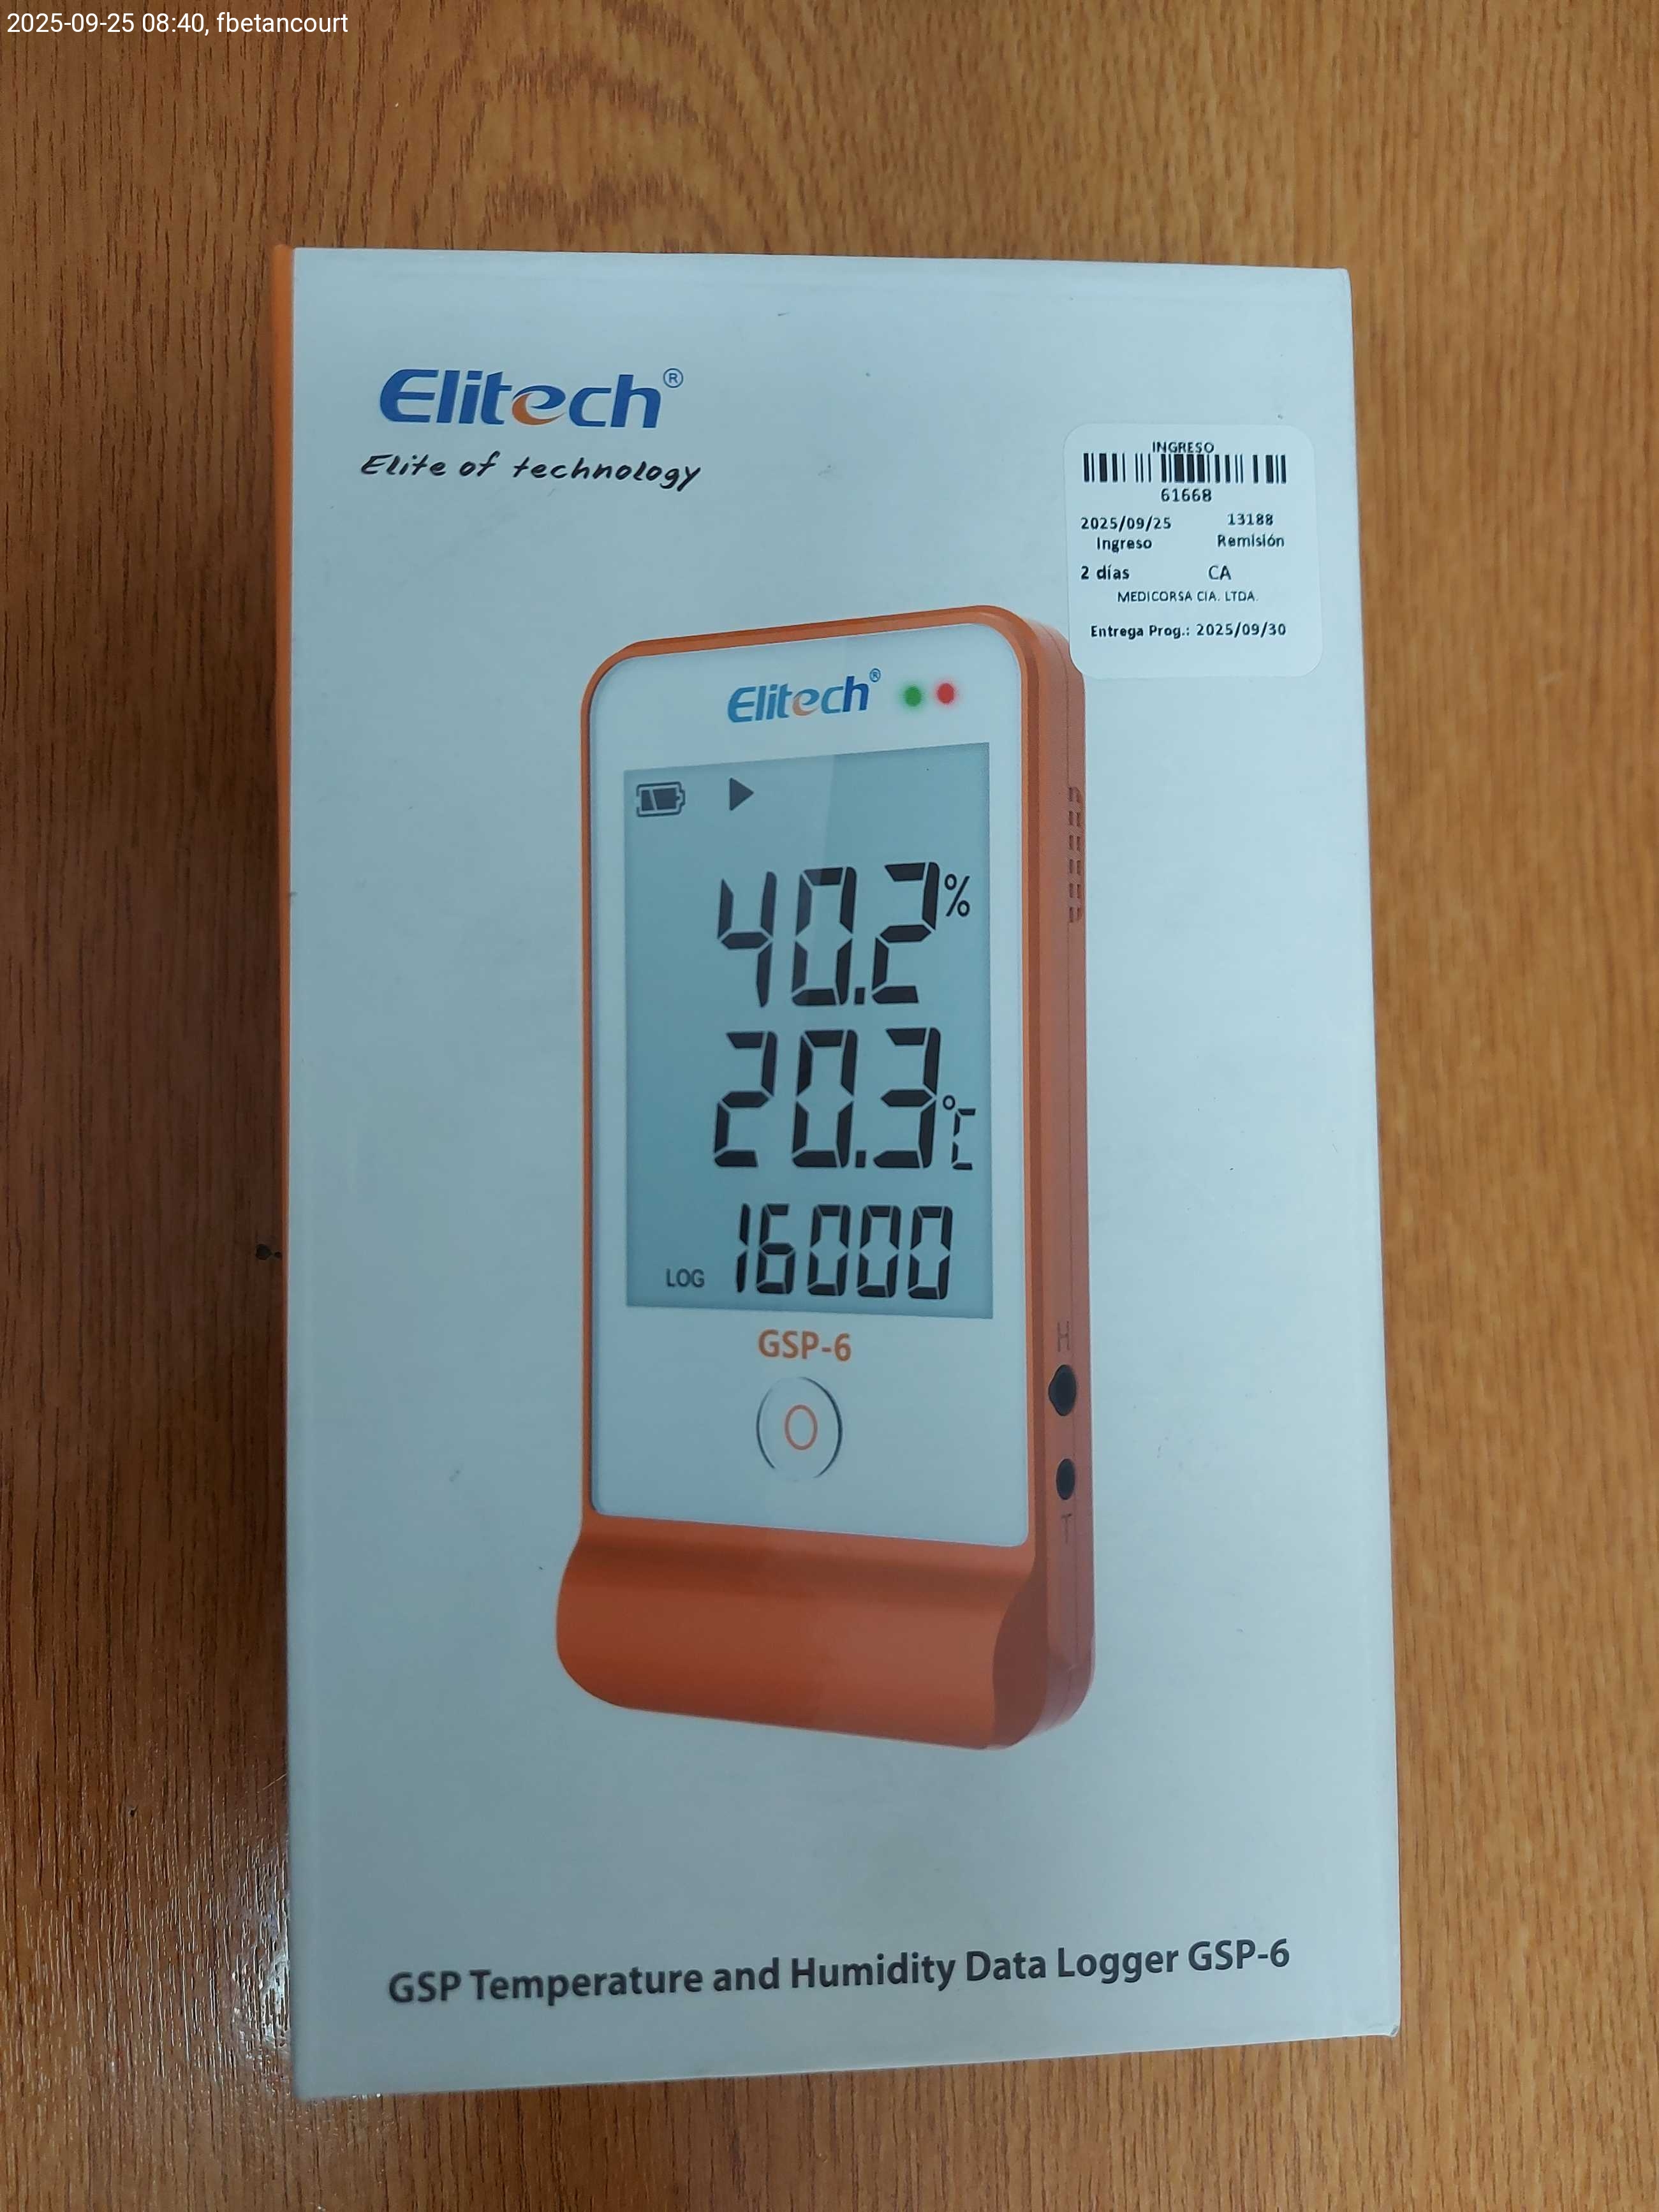 2025-09-25 08:40, fbetancourt
Elitech®
Elite of technology
INGRESO
61668
2025/09/25 13188
Ingreso Remisión
2 días CA
MEDICORSA CIA. LTDA.
Entrega Prog.: 2025/09/30
Elitech®
40.2%
20.3°C
LOG 16000
GSP-6
H
T
GSP Temperature and Humidity Data Logger GSP-6